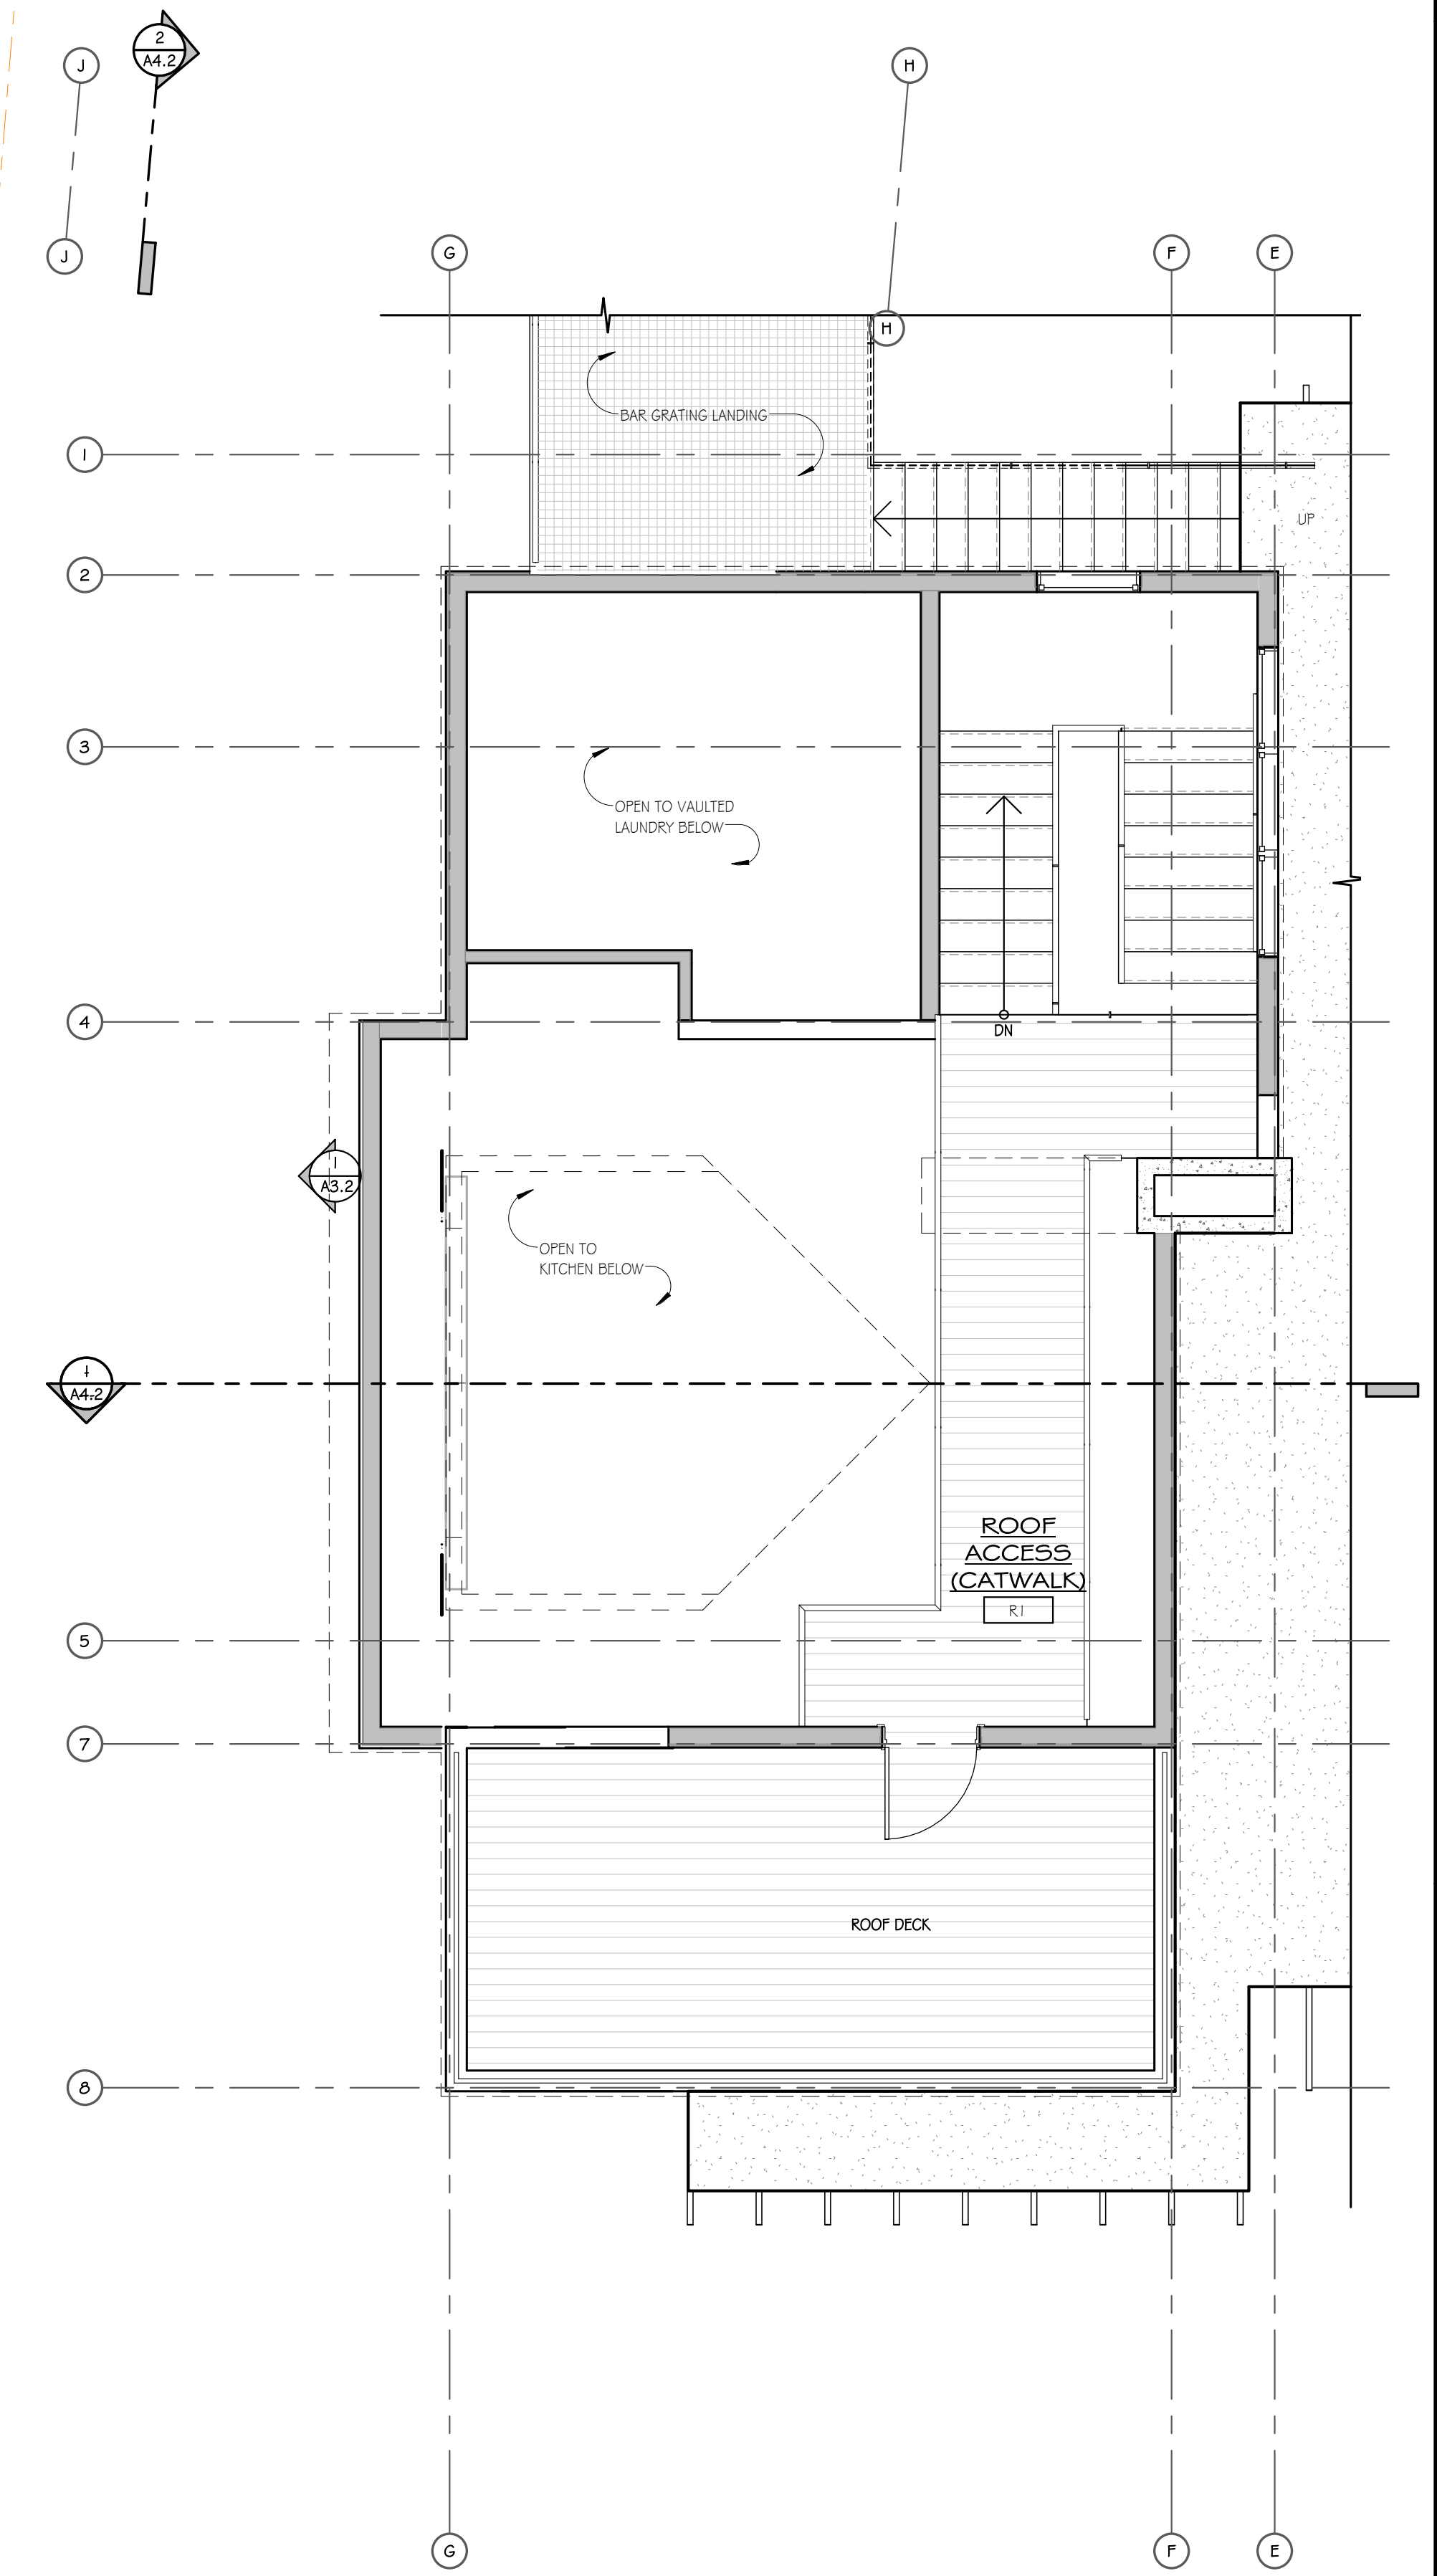 2
A4.2
J
H
J
G
F
E
H
BAR GRATING LANDING
1
UP
2
3
OPEN TO VAULTED
LAUNDRY BELOW
4
DN
1
A3.2
OPEN TO
KITCHEN BELOW
1
A4.2
ROOF
ACCESS
(CATWALK)
R1
5
7
ROOF DECK
8
G
F
E